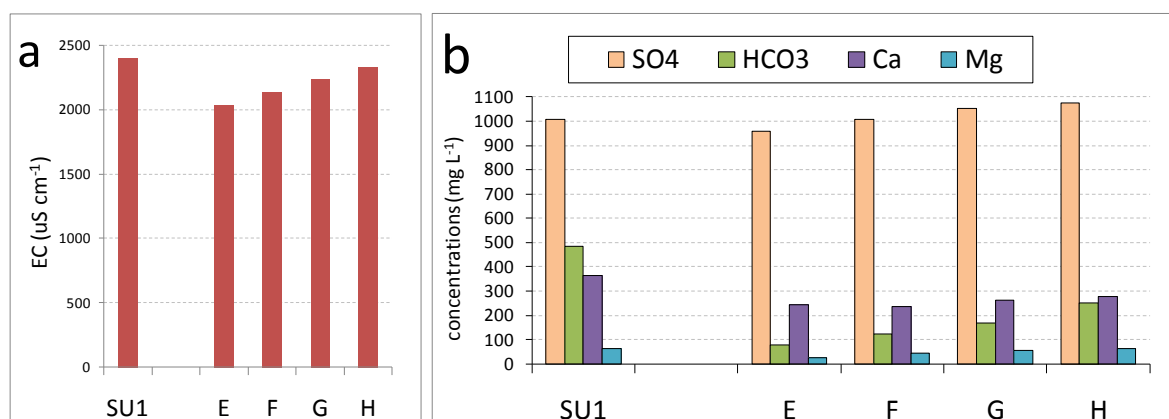 a
2500
2000
1500
1000
500
0
EC (uS cm-1)
SU1 E F G H
b
SO4 HCO3 Ca Mg
1100
1000
900
800
700
600
500
400
300
200
100
0
concentrations (mg L-1)
SU1 E F G H